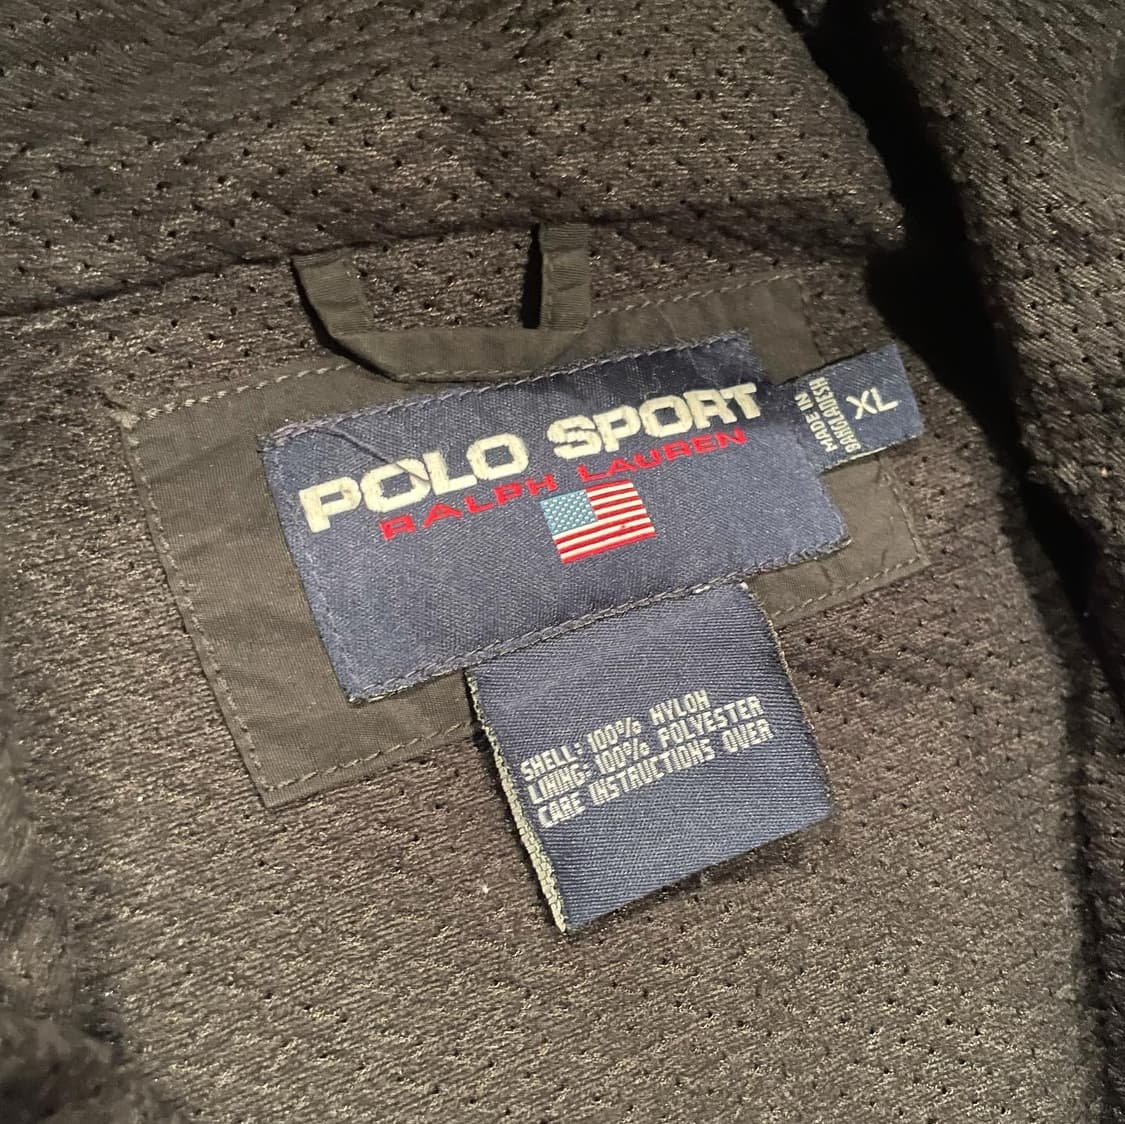 POLO SPORT
RALPH LAUREN
XL
MADE IN
BANGLADESH
SHELL: 100% NYLON
LINING: 100% POLYESTER
CARE INSTRUCTIONS OVER